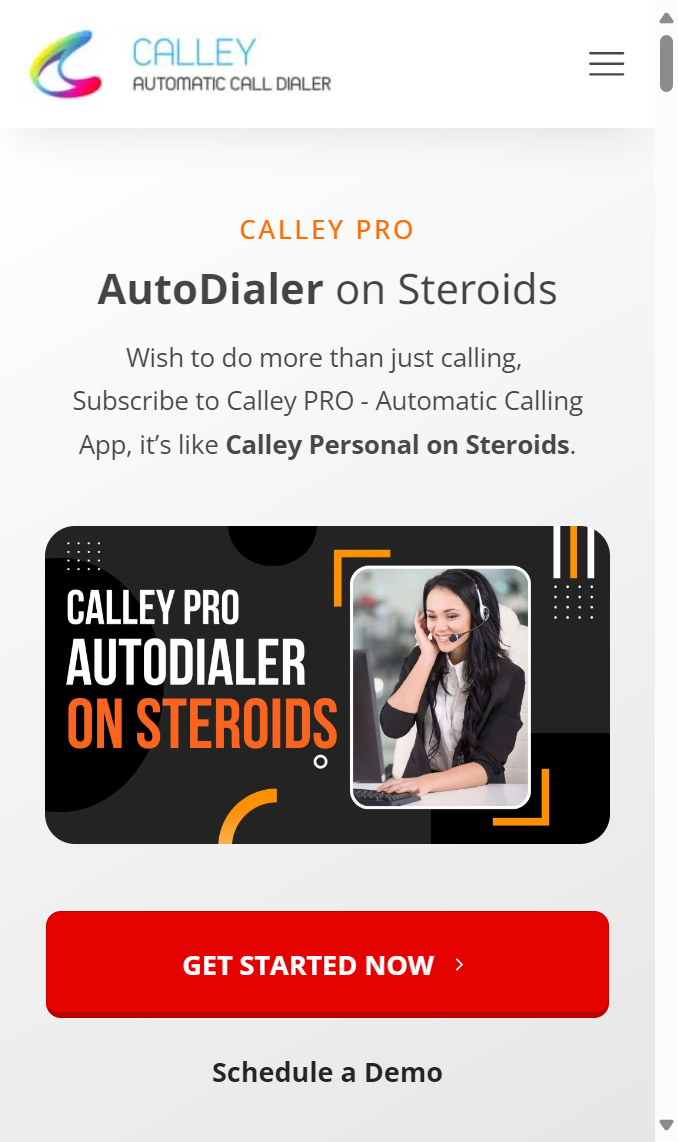 CALLEY
AUTOMATIC CALL DIALER
CALLEY PRO
AutoDialer on Steroids
Wish to do more than just calling,
Subscribe to Calley PRO - Automatic Calling
App, it’s like Calley Personal on Steroids.
CALLEY PRO
AUTODIALER
ON STEROIDS
GET STARTED NOW
Schedule a Demo